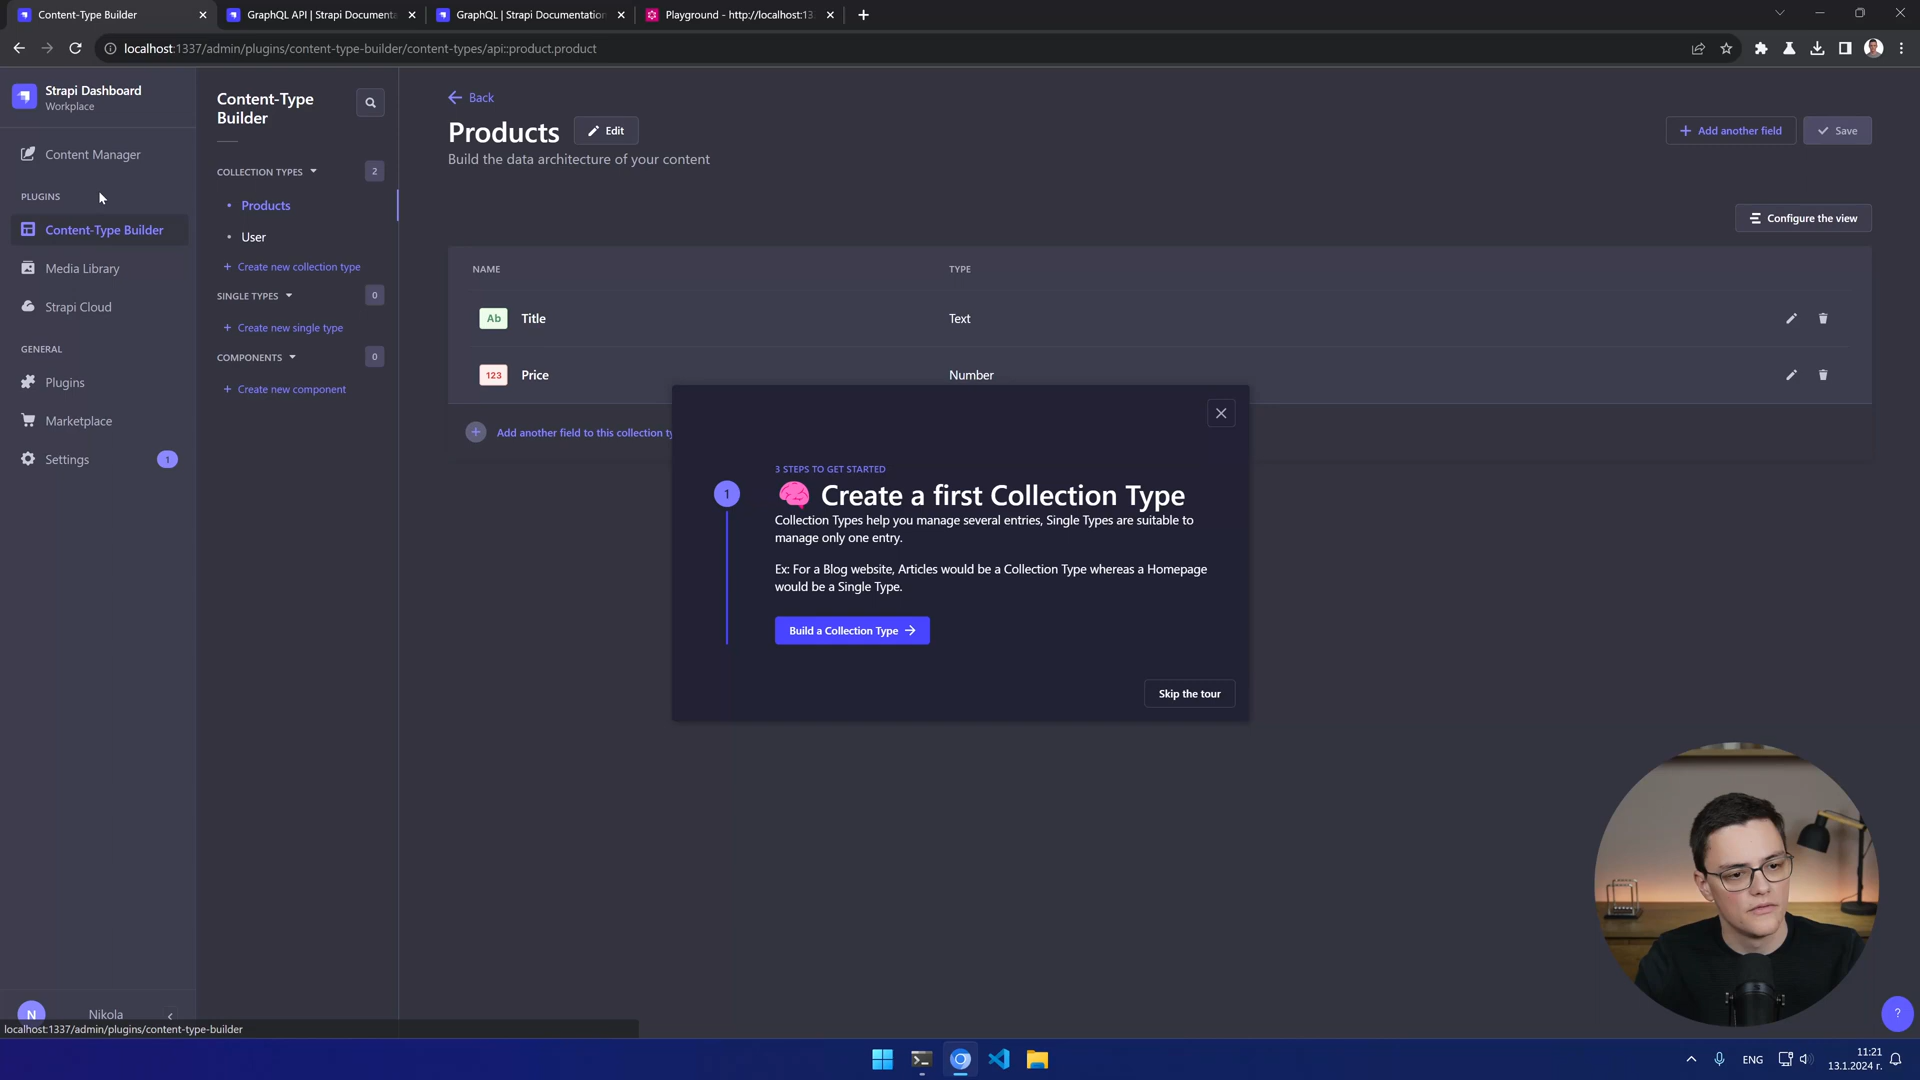 Content-Type Builder
GraphQL API | Strapi Documenta
GraphQL | Strapi Documentation
Playground - http://localhost:13
localhost:1337/admin/plugins/content-type-builder/content-types/api::product.product
Strapi Dashboard
Workplace
Content Manager
PLUGINS
Content-Type Builder
Media Library
Strapi Cloud
GENERAL
Plugins
Marketplace
Settings
1
N
Nikola
localhost:1337/admin/plugins/content-type-builder
Content-Type
Builder
COLLECTION TYPES
2
Products
User
+ Create new collection type
SINGLE TYPES
0
+ Create new single type
COMPONENTS
0
+ Create new component
Back
Products
Edit
Build the data architecture of your content
+ Add another field
Save
Configure the view
NAME
TYPE
Ab
Title
Text
123
Price
Number
Add another field to this collection ty
3 STEPS TO GET STARTED
1
Create a first Collection Type
Collection Types help you manage several entries, Single Types are suitable to
manage only one entry.
Ex: For a Blog website, Articles would be a Collection Type whereas a Homepage
would be a Single Type.
Build a Collection Type
Skip the tour
?
ENG
11:21
13.1.2024 г.